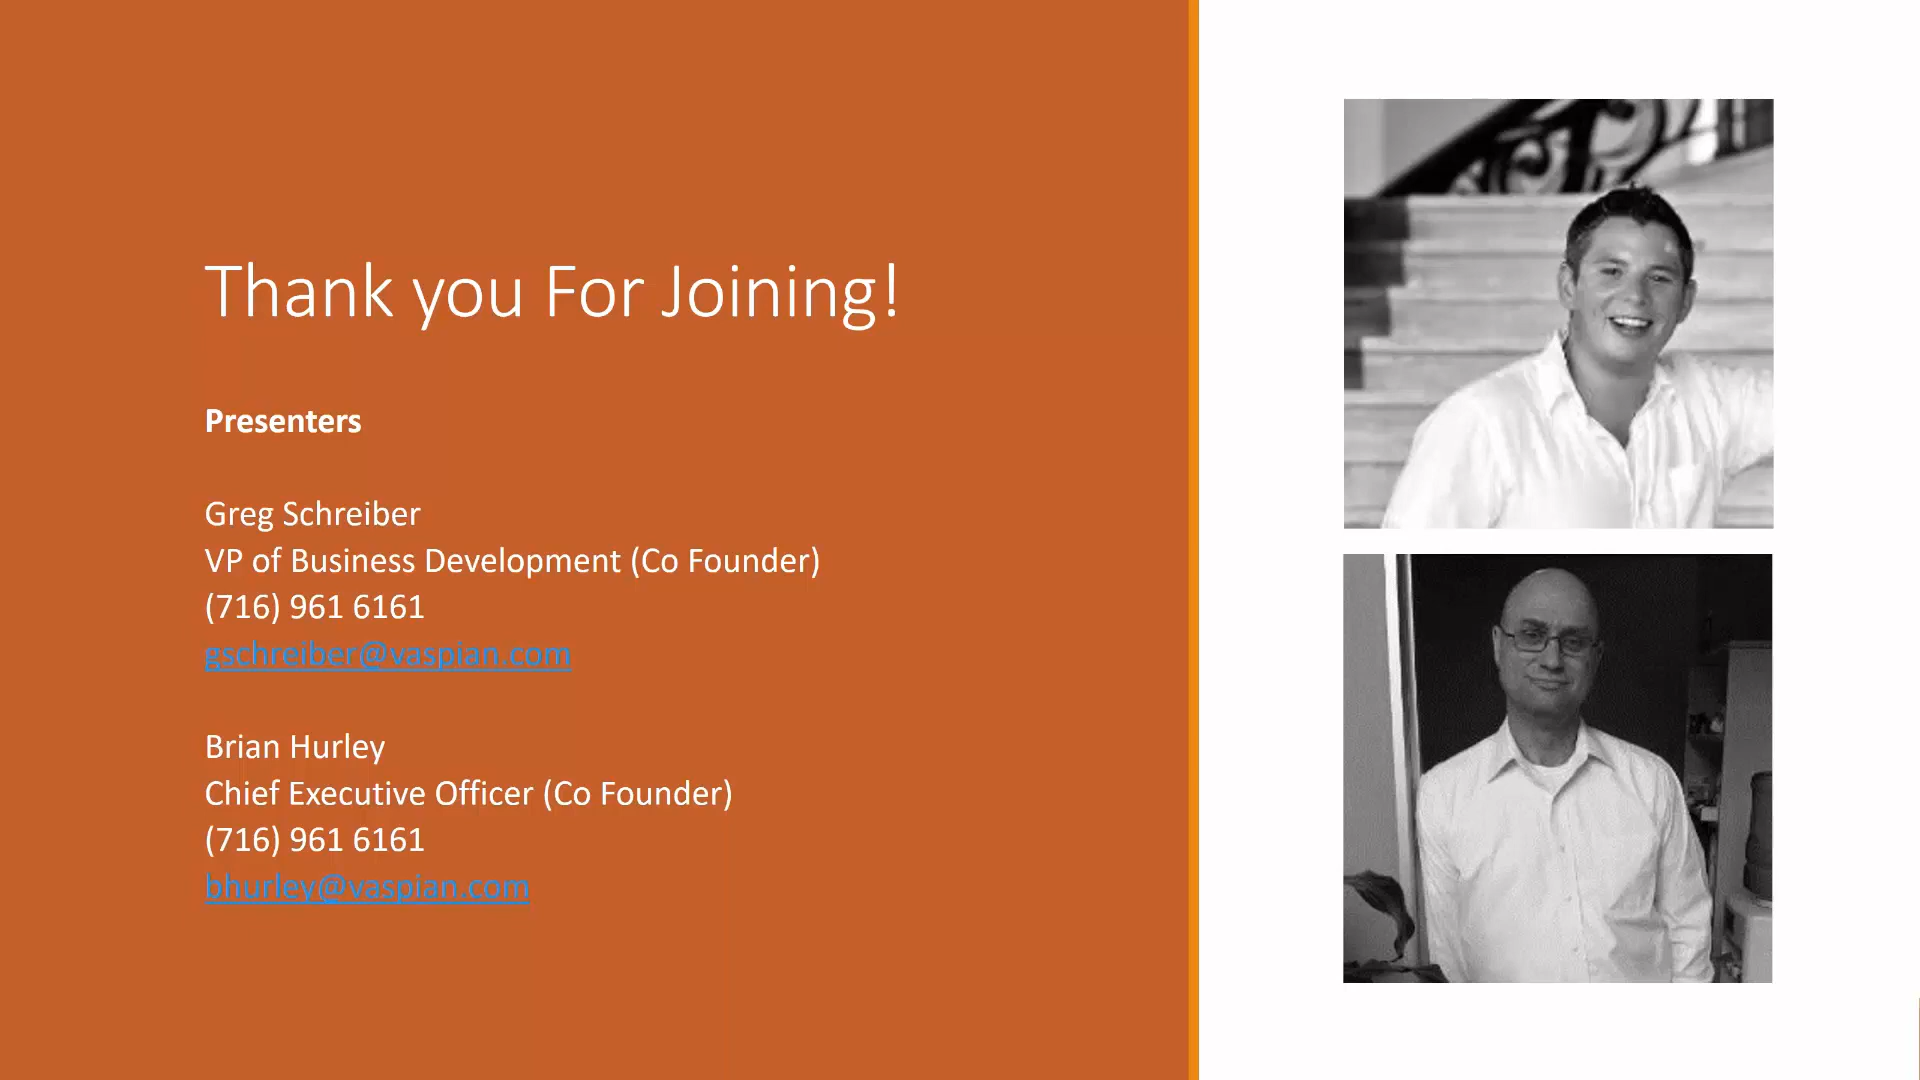 Thank you For Joining!
Presenters
Greg Schreiber
VP of Business Development (Co Founder)
(716) 961 6161
gschreiber@vaspian.com
Brian Hurley
Chief Executive Officer (Co Founder)
(716) 961 6161
bhurley@vaspian.com